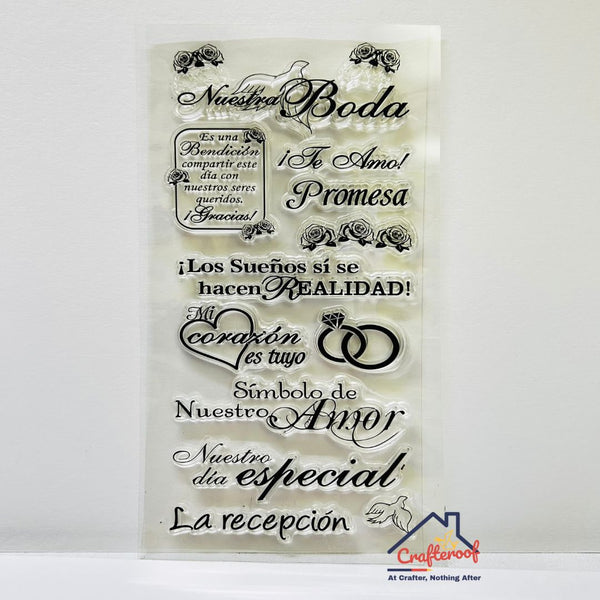 Nuestra Boda
Es una
Bendición
compartir este
día con
nuestros seres
queridos.
¡Gracias!
¡Te Amo!
Promesa
¡Los Sueños sí se
hacen REALIDAD!
Mi
corazón
es tuyo
Símbolo de
Nuestro Amor
Nuestro
día especial
La recepción
Crafteroof
At Crafter, Nothing After